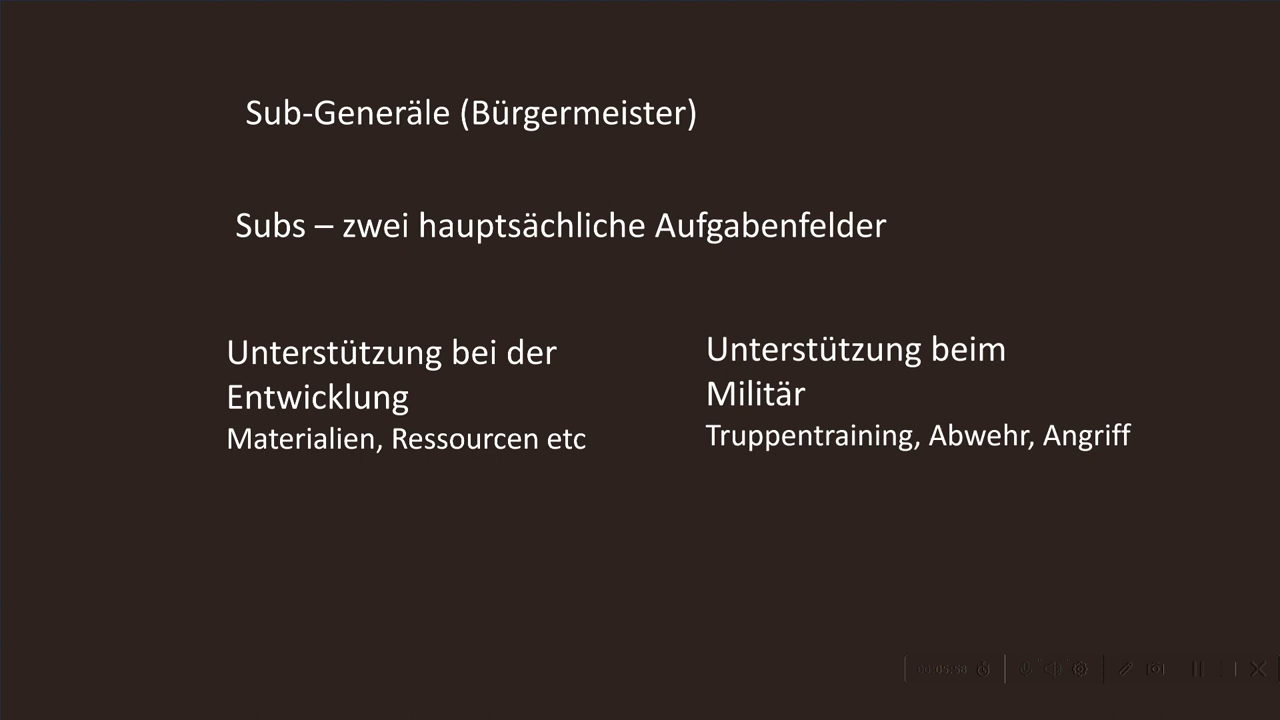 Sub-Generäle (Bürgermeister)
Subs – zwei hauptsächliche Aufgabenfelder
Unterstützung bei der
Entwicklung
Materialien, Ressourcen etc
Unterstützung beim
Militär
Truppentraining, Abwehr, Angriff